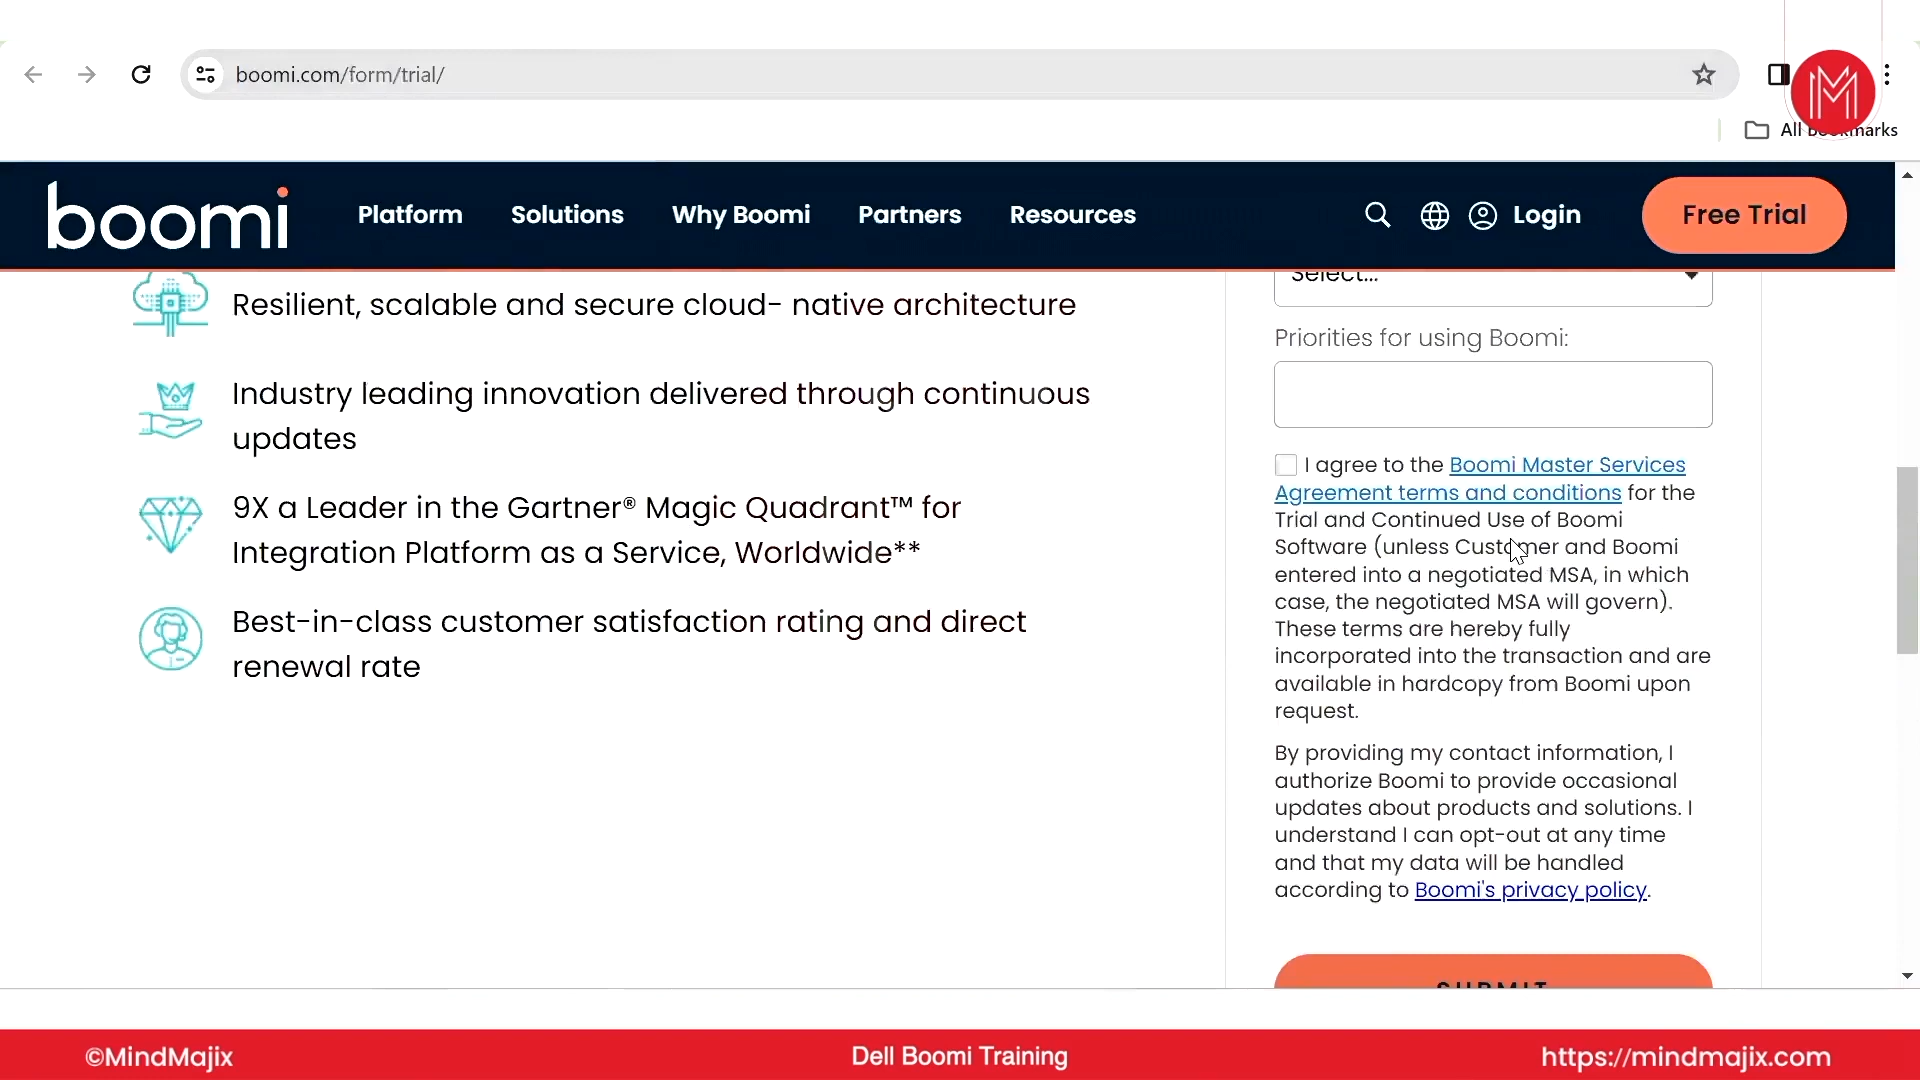 boomi.com/form/trial/
All Bookmarks
boomi
Platform
Solutions
Why Boomi
Partners
Resources
Login
Free Trial
Resilient, scalable and secure cloud- native architecture
Industry leading innovation delivered through continuous
updates
9X a Leader in the Gartner® Magic Quadrant™ for
Integration Platform as a Service, Worldwide**
Best-in-class customer satisfaction rating and direct
renewal rate
Select...
Priorities for using Boomi:
I agree to the Boomi Master Services
Agreement terms and conditions for the
Trial and Continued Use of Boomi
Software (unless Customer and Boomi
entered into a negotiated MSA, in which
case, the negotiated MSA will govern).
These terms are hereby fully
incorporated into the transaction and are
available in hardcopy from Boomi upon
request.
By providing my contact information, I
authorize Boomi to provide occasional
updates about products and solutions. I
understand I can opt-out at any time
and that my data will be handled
according to Boomi's privacy policy.
SUBMIT
©MindMajix
Dell Boomi Training
https://mindmajix.com